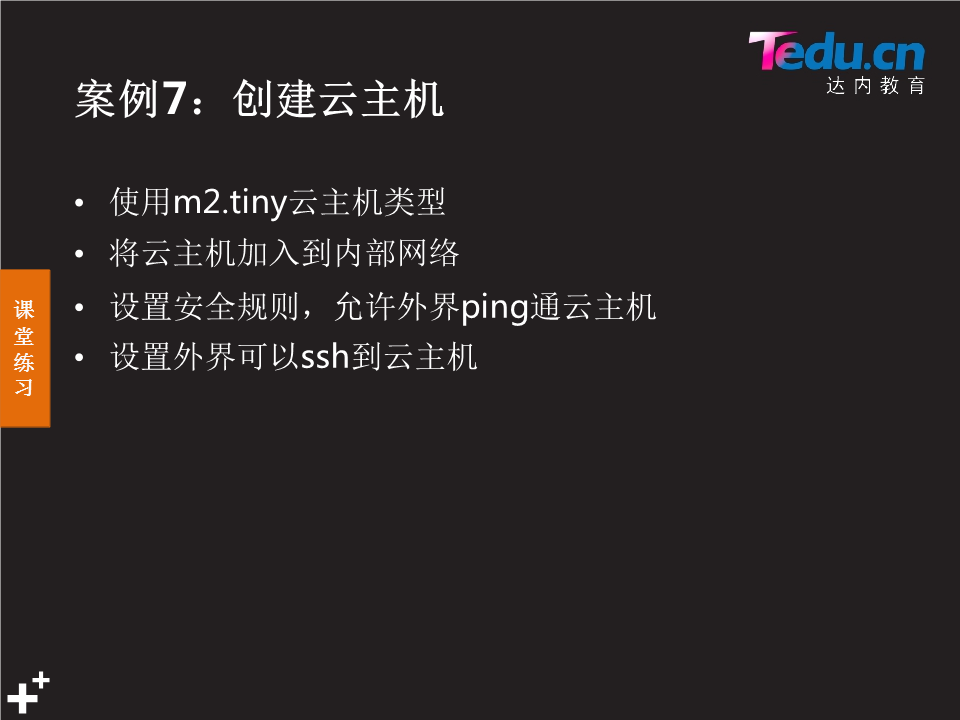 Tedu.cn
达内教育
案例7：创建云主机
• 使用m2.tiny云主机类型
• 将云主机加入到内部网络
• 设置安全规则，允许外界ping通云主机
• 设置外界可以ssh到云主机
课
堂
练
习